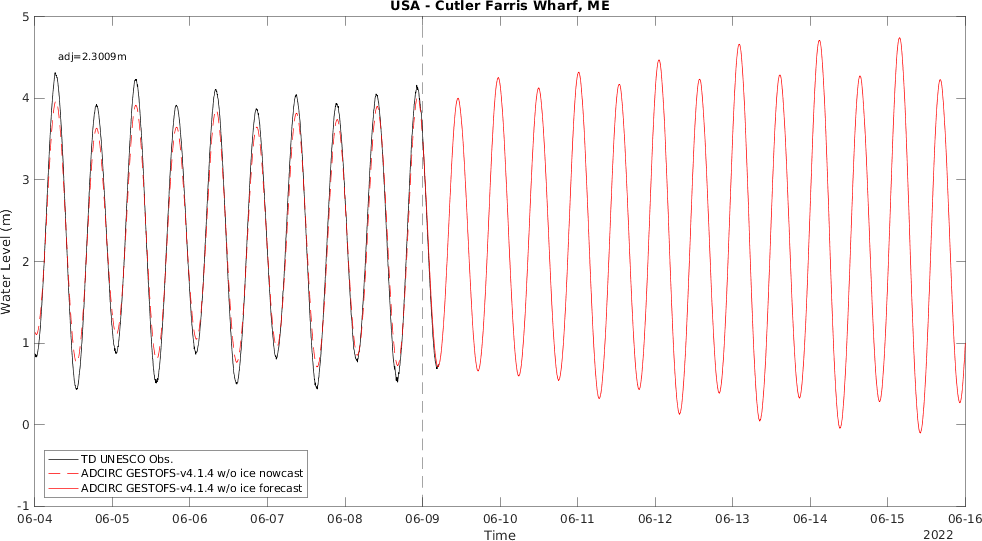 USA - Cutler Farris Wharf, ME
5
4
3
2
1
0
-1
Water Level (m)
adj=2.3009m
TD UNESCO Obs.
ADCIRC GESTOFS-v4.1.4 w/o ice nowcast
ADCIRC GESTOFS-v4.1.4 w/o ice forecast
06-04 06-05 06-06 06-07 06-08 06-09 06-10 06-11 06-12 06-13 06-14 06-15 06-16
Time
2022